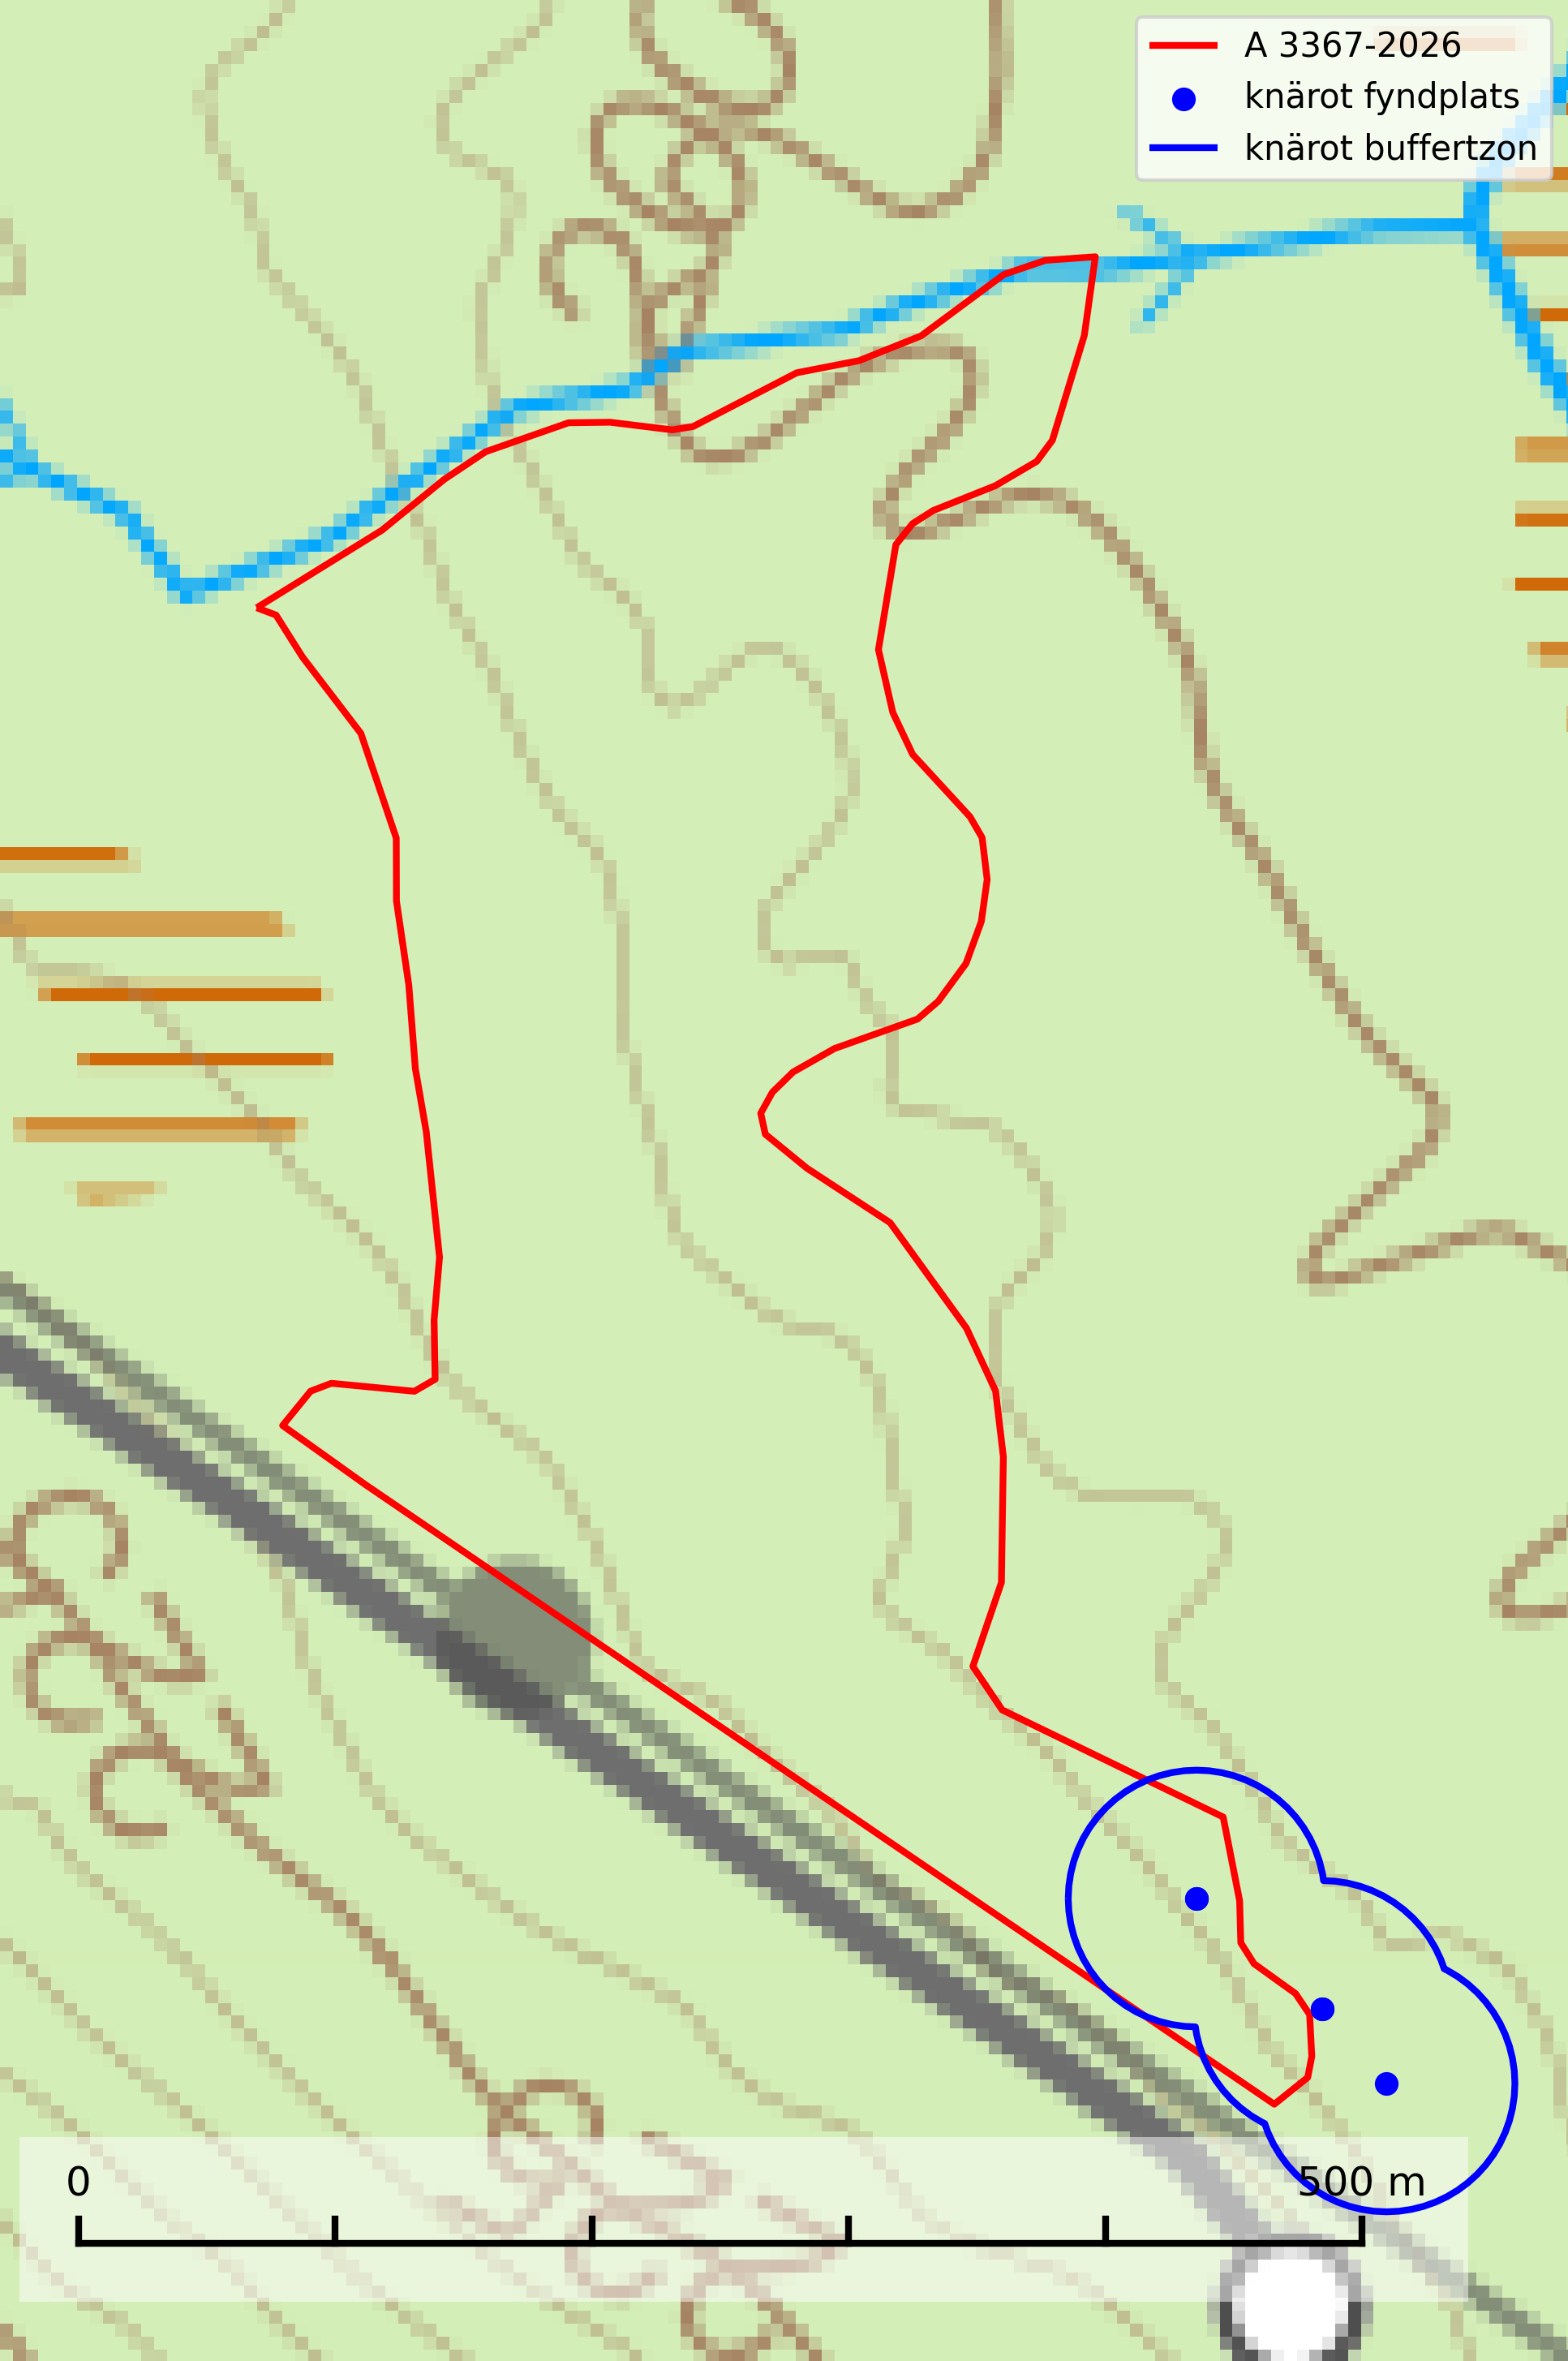 A 3367-2026
knärot fyndplats
knärot buffertzon
0
500 m